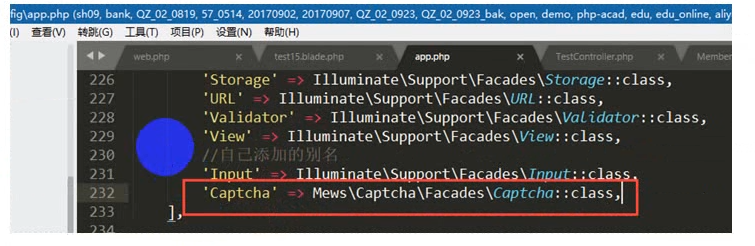 fig\app.php (sh09, bank, QZ_02_0819, 57_0514, 20170902, 20170907, QZ_02_0923, QZ_02_0923_bak, open, demo, php-acad, edu, edu_online, aliy
(I) 查看(V) 转跳(G) 工具(T) 项目(P) 设置(N) 帮助(H)
web.php test15.blade.php app.php TestController.php Member
226 'Storage' => Illuminate\Support\Facades\Storage::class,
227 'URL' => Illuminate\Support\Facades\URL::class,
228 'Validator' => Illuminate\Support\Facades\Validator::class,
229 'View' => Illuminate\Support\Facades\View::class,
230 //自己添加的别名
231 'Input' => Illuminate\Support\Facades\Input::class,
232 'Captcha' => Mews\Captcha\Facades\Captcha::class,
233 ],
234